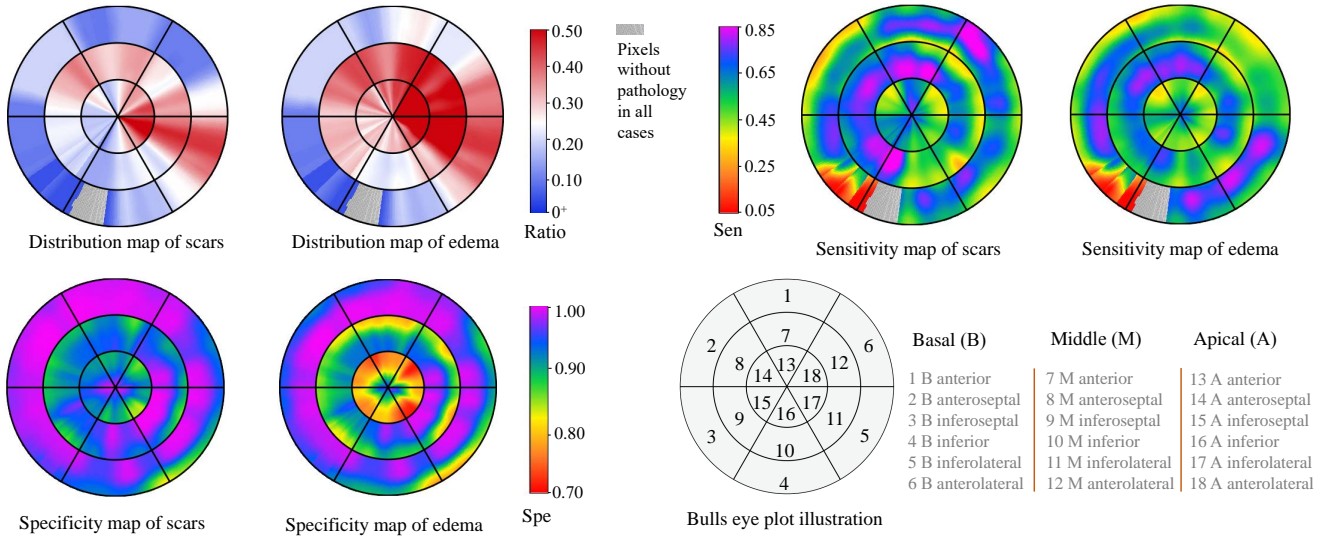 0.50
0.40
0.30
0.20
0.10
0⁺
Ratio
Pixels
without
pathology
in all
cases
Distribution map of scars
Distribution map of edema
0.85
0.65
0.45
0.25
0.05
Sen
Sensitivity map of scars
Sensitivity map of edema
1.00
0.90
0.80
0.70
Spe
Specificity map of scars
Specificity map of edema
1
2
6
7
8
12
13
14
18
15
17
16
9
11
3
5
10
4
Bulls eye plot illustration
Basal (B)
1 B anterior
2 B anteroseptal
3 B inferoseptal
4 B inferior
5 B inferolateral
6 B anterolateral
Middle (M)
7 M anterior
8 M anteroseptal
9 M inferoseptal
10 M inferior
11 M inferolateral
12 M anterolateral
Apical (A)
13 A anterior
14 A anteroseptal
15 A inferoseptal
16 A inferior
17 A inferolateral
18 A anterolateral